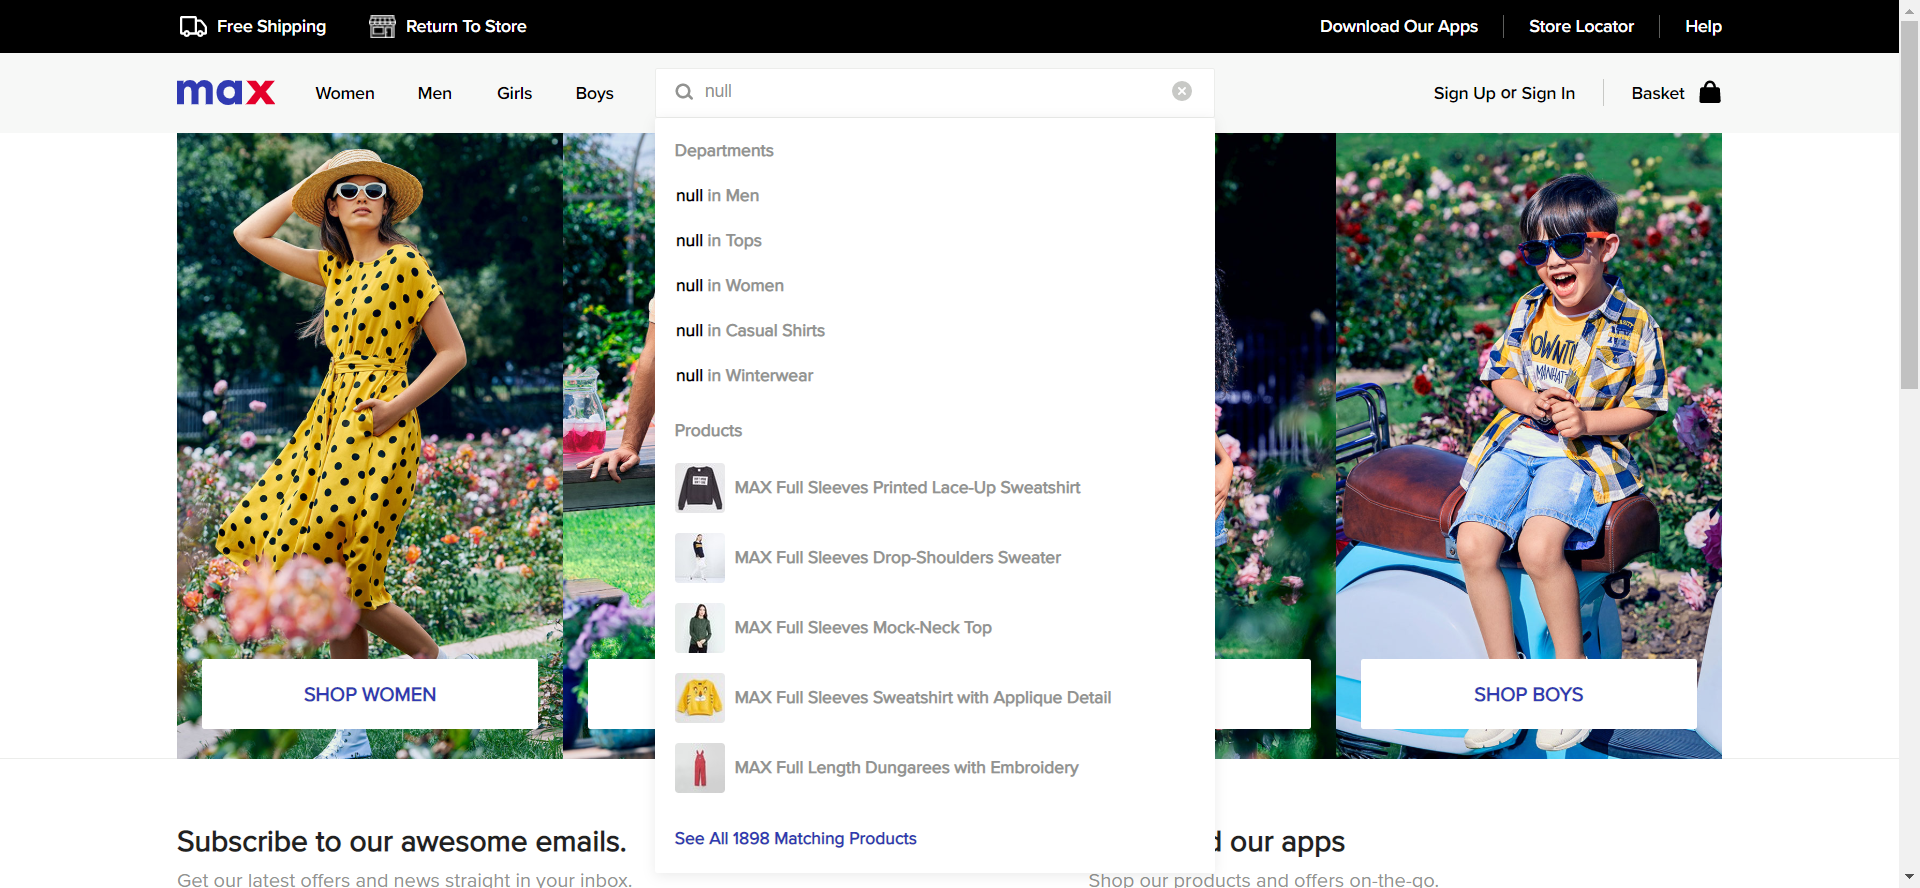 Free Shipping
Return To Store
Download Our Apps
Store Locator
Help
max
Women
Men
Girls
Boys
null
Sign Up or Sign In
Basket
Departments
null in Men
null in Tops
null in Women
null in Casual Shirts
null in Winterwear
Products
MAX Full Sleeves Printed Lace-Up Sweatshirt
MAX Full Sleeves Drop-Shoulders Sweater
MAX Full Sleeves Mock-Neck Top
MAX Full Sleeves Sweatshirt with Applique Detail
MAX Full Length Dungarees with Embroidery
See All 1898 Matching Products
SHOP WOMEN
SHOP BOYS
Subscribe to our awesome emails.
Get our latest offers and news straight in your inbox.
our apps
Shop our products and offers on-the-go.